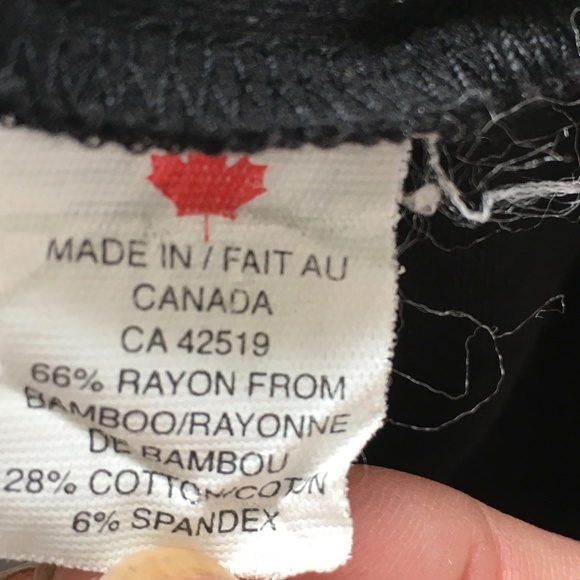 MADE IN / FAIT AU
CANADA
CA 42519
66% RAYON FROM
BAMBOO/RAYONNE
DE BAMBOU
28% COTTON/COTON
6% SPANDEX